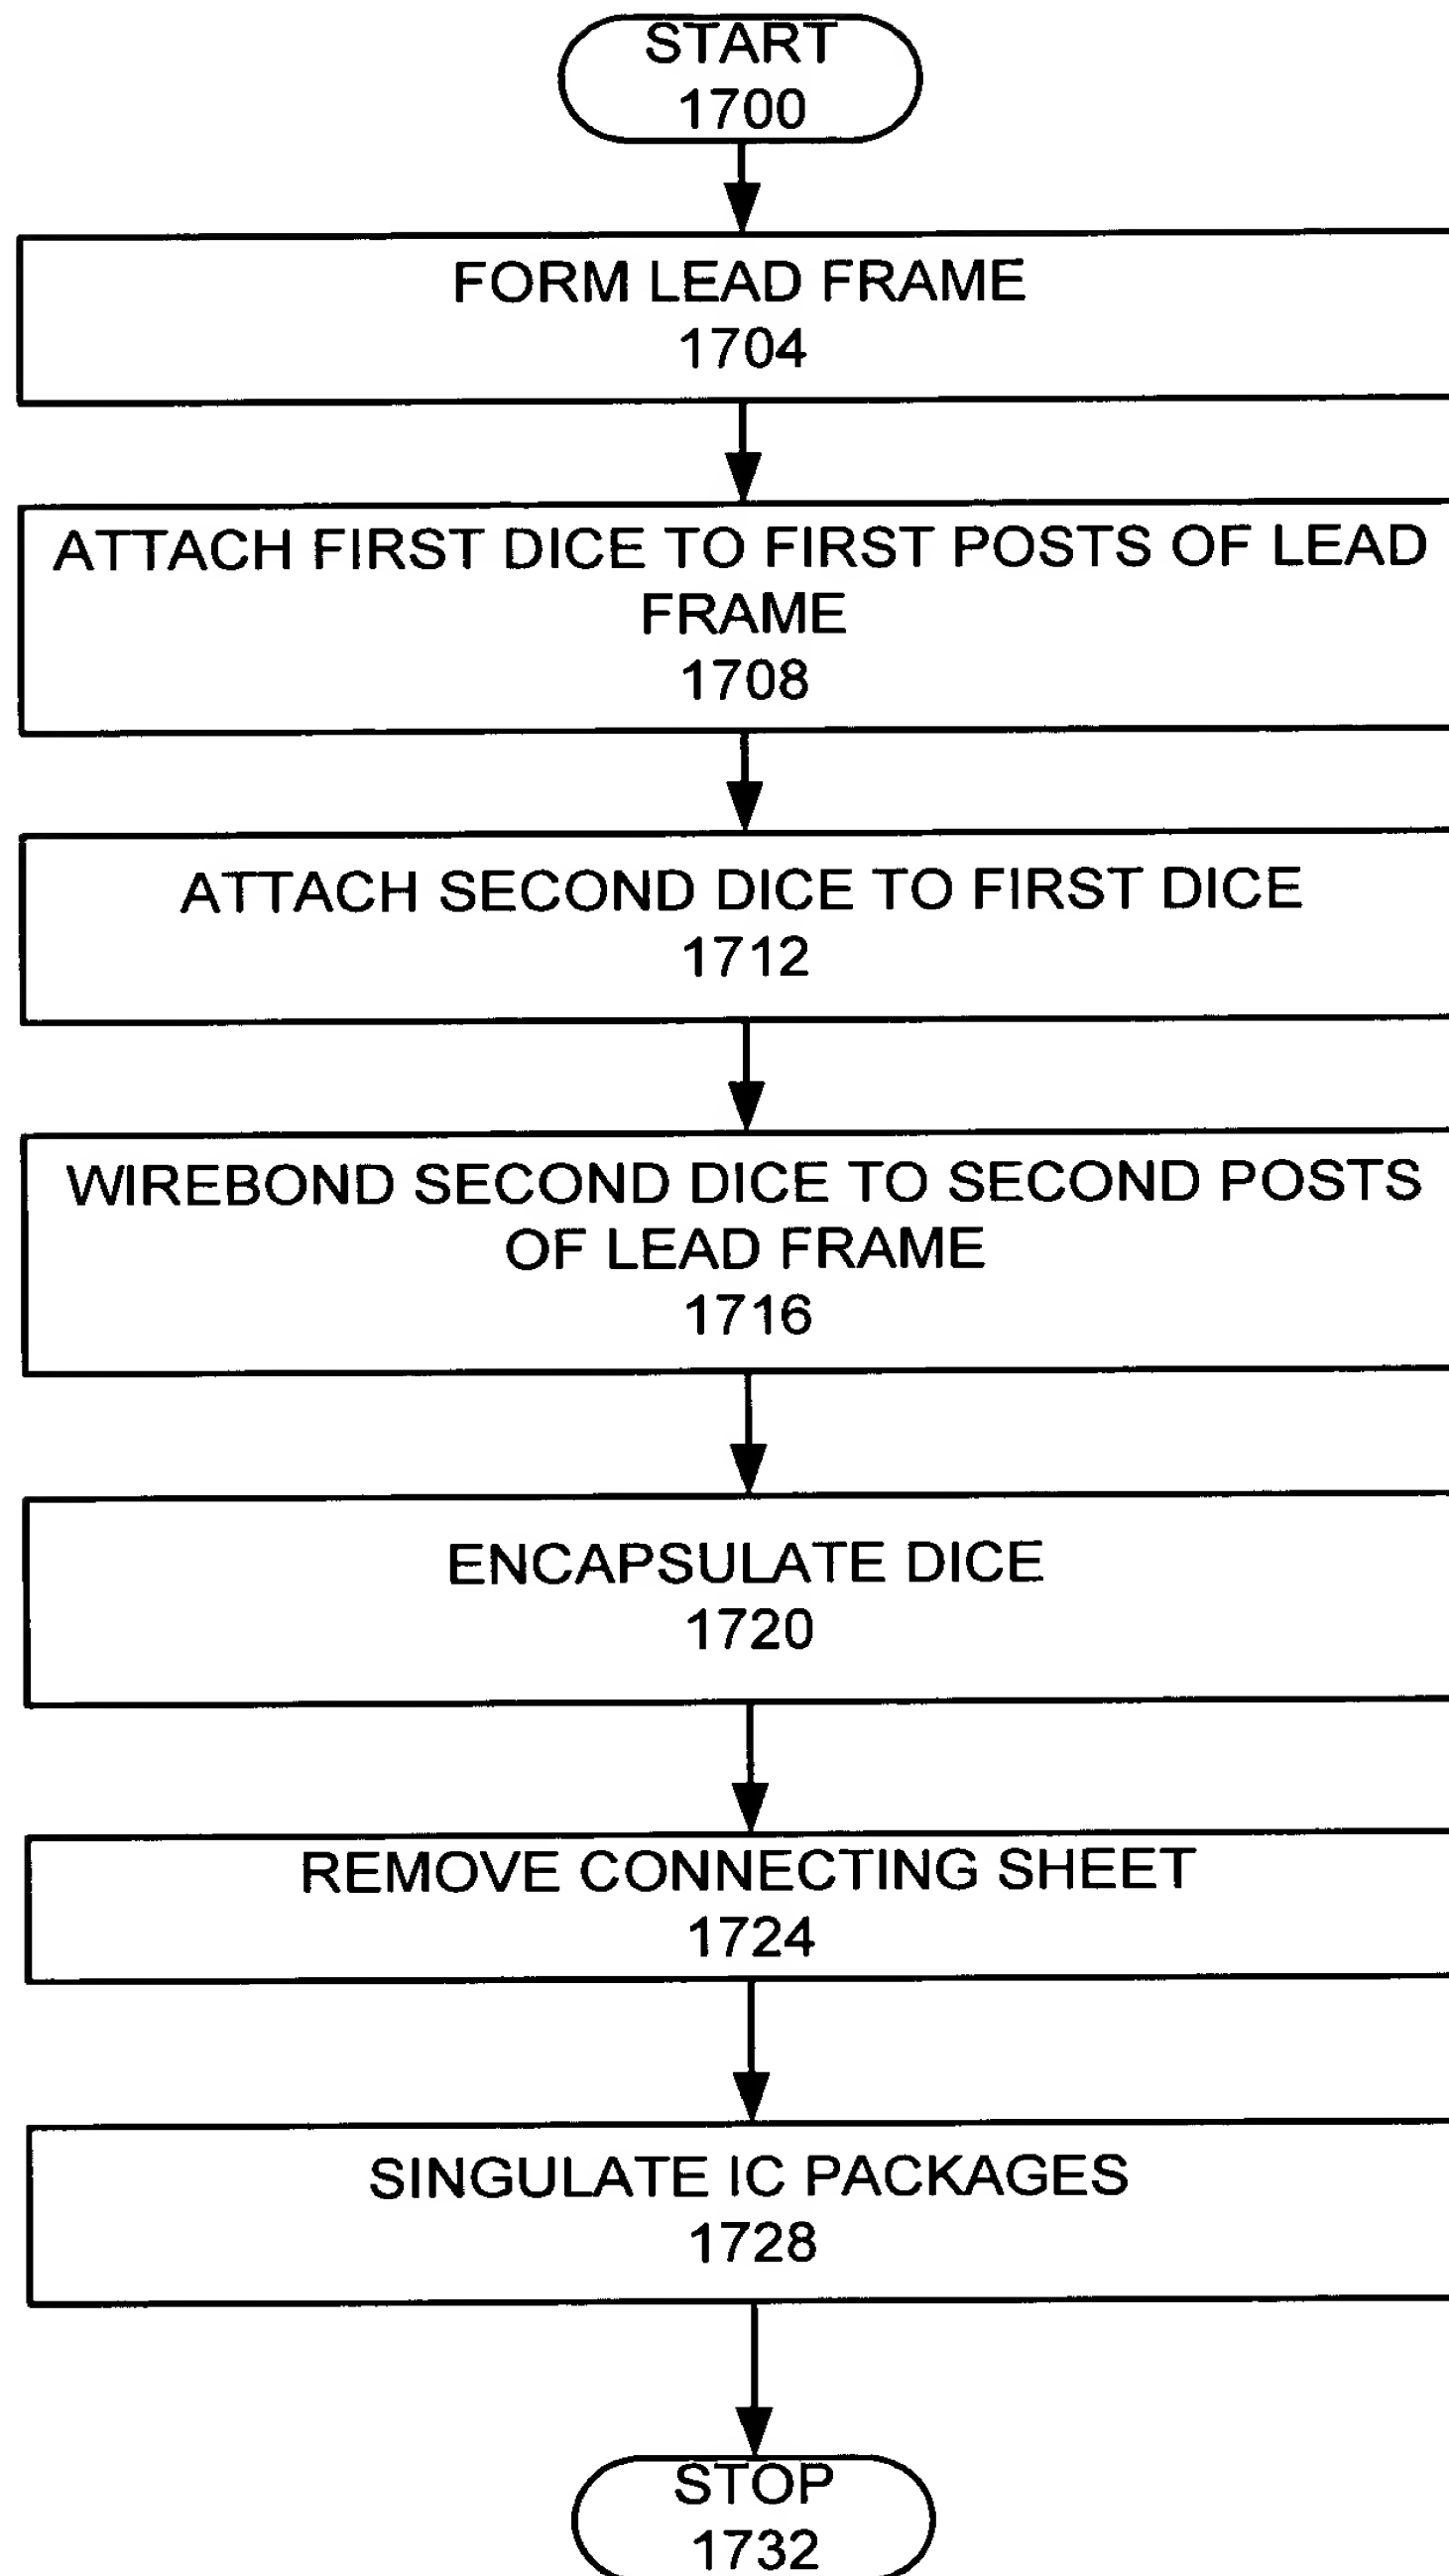 START
1700
FORM LEAD FRAME
1704
ATTACH FIRST DICE TO FIRST POSTS OF LEAD
FRAME
1708
ATTACH SECOND DICE TO FIRST DICE
1712
WIREBOND SECOND DICE TO SECOND POSTS
OF LEAD FRAME
1716
ENCAPSULATE DICE
1720
REMOVE CONNECTING SHEET
1724
SINGULATE IC PACKAGES
1728
STOP
1732